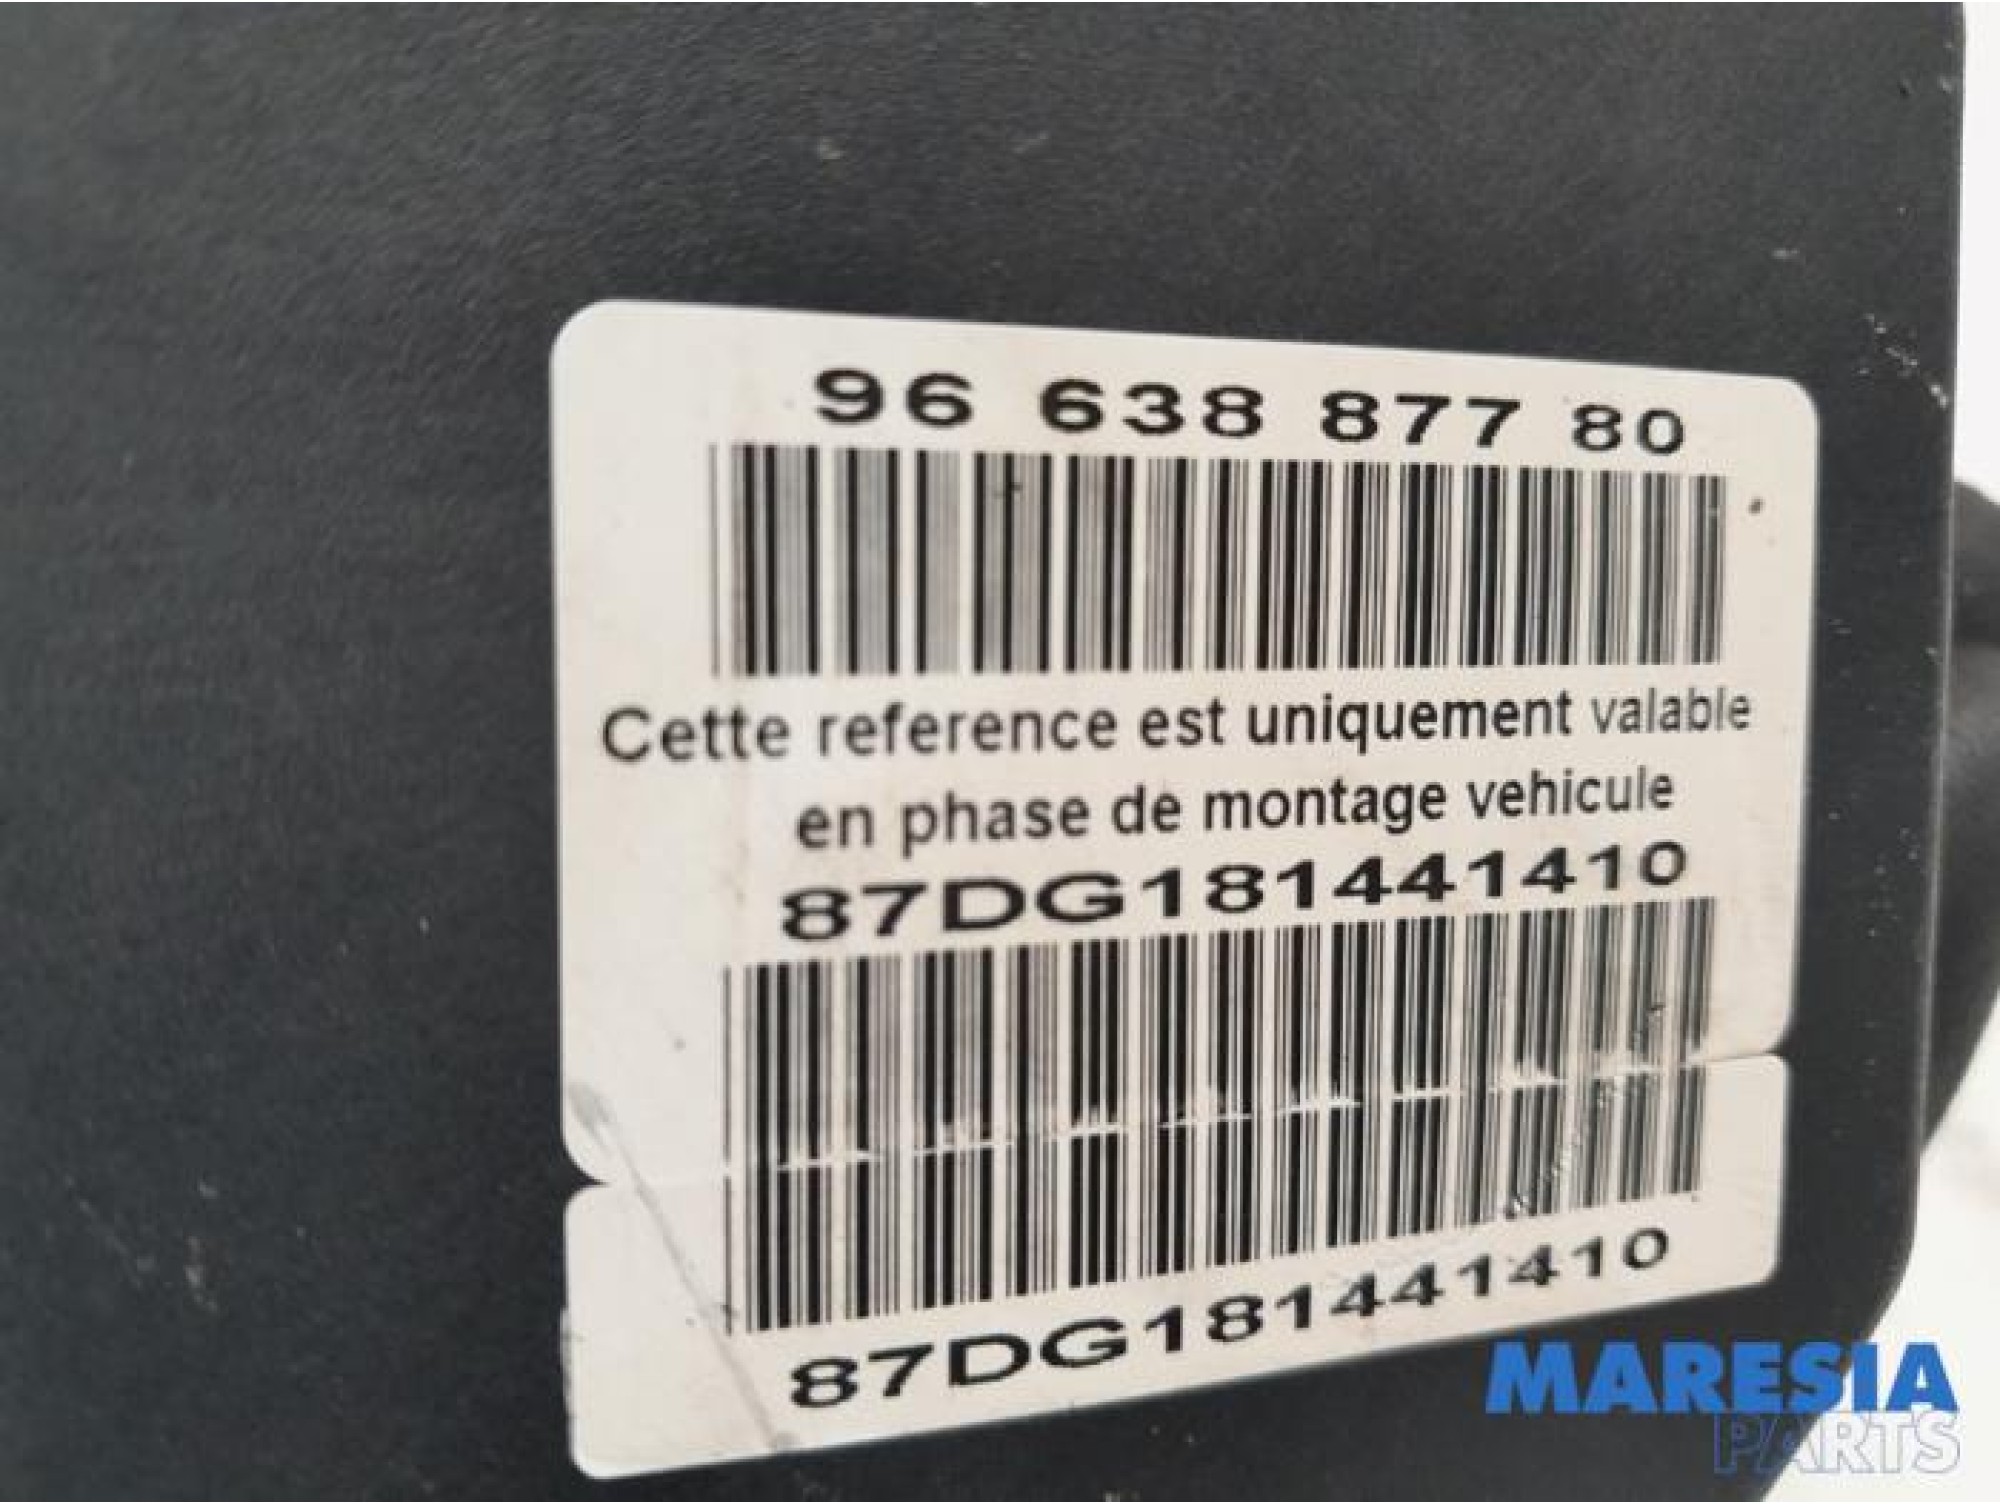 96 638 877 80
Cette reference est uniquement valable
en phase de montage vehicule
87DG181441410
87DG181441410
MARESIA
PARTS